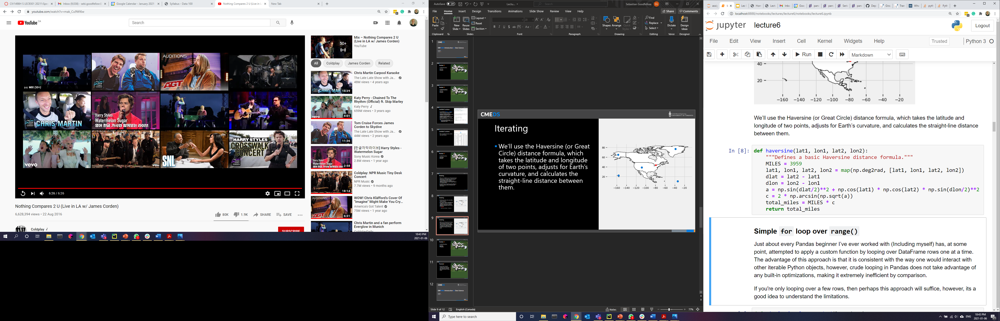 CIV1498H S LEC9301 20211:Spe
Inbox (9,038) - sebi.goodfellow@
Google Calendar - January 2021
Syllabus – Data 100
Nothing Compares 2 U (Live in L
New Tab
youtube.com/watch?v=mak_Cu9Wl6w
YouTube CA
Search
AUDITIONS
AGT
MIX (50+)
CHRIS MARTIN
Harry Styles
Watermelon Sugar
영어 한글 가사와 함께보는 라이브
vevo
SNL
HARRY STYLES
CROSSWALK
CONCERT
6:26 / 6:26
Nothing Compares 2 U (Live in LA w/ James Corden)
6,628,394 views • 22 Aug 2016
80K
1.9K
SHARE
SAVE
Coldplay
SUBSCRIBE
50+
Mix – Nothing Compares 2 U
(Live in LA w/ James Corden)
YouTube
All
Coldplay
James Corden
Related
Chris Martin Carpool Karaoke
The Late Late Show with Ja...
48M views • 4 years ago
15:39
Katy Perry - Chained To The
Rhythm (Official) ft. Skip Marley
Katy Perry
659M views • 3 years ago
4:01
Tom Cruise Forces James
Corden to Skydive
The Late Late Show with Ja...
44M views • 2 years ago
11:36
[한글자막라이브] Harry Styles -
Watermelon Sugar
Sony Music Korea
2.8M views • 1 year ago
2:58
Coldplay: NPR Music Tiny Desk
Concert
NPR Music
7.7M views • 9 months ago
18:14
WOW! Chris Kläfford's Cover Of
"Imagine" Might Make You Cry...
America's Got Talent
75M views • 1 year ago
6:31
Chris Martin and a fan perform
Everglow in Munich
ColdplayDaily
10:43 PM
2021-01-06
AutoSave Off
Lectu...
Search
Sebastian Goodfellow
SG
File Home Insert Design Transitions Animations Slide Show Review View Help
Share
Comments
Paste
New
Slide
Reuse
Slides
Layout
Reset
Section
Shapes
Arrange
Quick
Styles
Find
Replace
Select
Dictate
Design
Ideas
Clipboard
Slides
Font
Paragraph
Drawing
Editing
Voice
Designer
1
2
3
4
5
6
7
8
9
10
11
12
CMEDS
UNIVERSITY OF TORONTO
Iterating
We'll use the Haversine (or Great
Circle) distance formula, which
takes the latitude and longitude
of two points, adjusts for Earth's
curvature, and calculates the
straight-line distance between
them.
80
60
40
20
−160 −140 −120 −100 −80 −60 −40 −20
Slide 9 of 12
English (Canada)
Notes
77%
Type here to search
localhost:8888/notebooks/lectures/lecture6/notebooks/lecture6.ipynb
jupyter lecture6
Logout
File Edit View Insert Cell Kernel Widgets Help
Trusted
Python 3
Run
Markdown
40
20
−160 −140 −120 −100 −80 −60 −40 −20
We'll use the Haversine (or Great Circle) distance formula, which takes the latitude and
longitude of two points, adjusts for Earth's curvature, and calculates the straight-line distance
between them.
In [8]:
def haversine(lat1, lon1, lat2, lon2):
"""Defines a basic Haversine distance formula."""
MILES = 3959
lat1, lon1, lat2, lon2 = map(np.deg2rad, [lat1, lon1, lat2, lon2])
dlat = lat2 - lat1
dlon = lon2 - lon1
a = np.sin(dlat/2)**2 + np.cos(lat1) * np.cos(lat2) * np.sin(dlon/2)**2
c = 2 * np.arcsin(np.sqrt(a))
total_miles = MILES * c
return total_miles
Simple for loop over range()
Just about every Pandas beginner I've ever worked with (Including myself) has, at some
point, attempted to apply a custom function by looping over DataFrame rows one at a time.
The advantage of this approach is that it is consistent with the way one would interact with
other iterable Python objects, however, crude looping in Pandas does not take advantage of
any built-in optimizations, making it extremely inefficient by comparison.
If you're only looping over a few rows, then perhaps this approach will suffice, however, its a
good idea to understand the limitations.
ENG
10:43 PM
2021-01-06